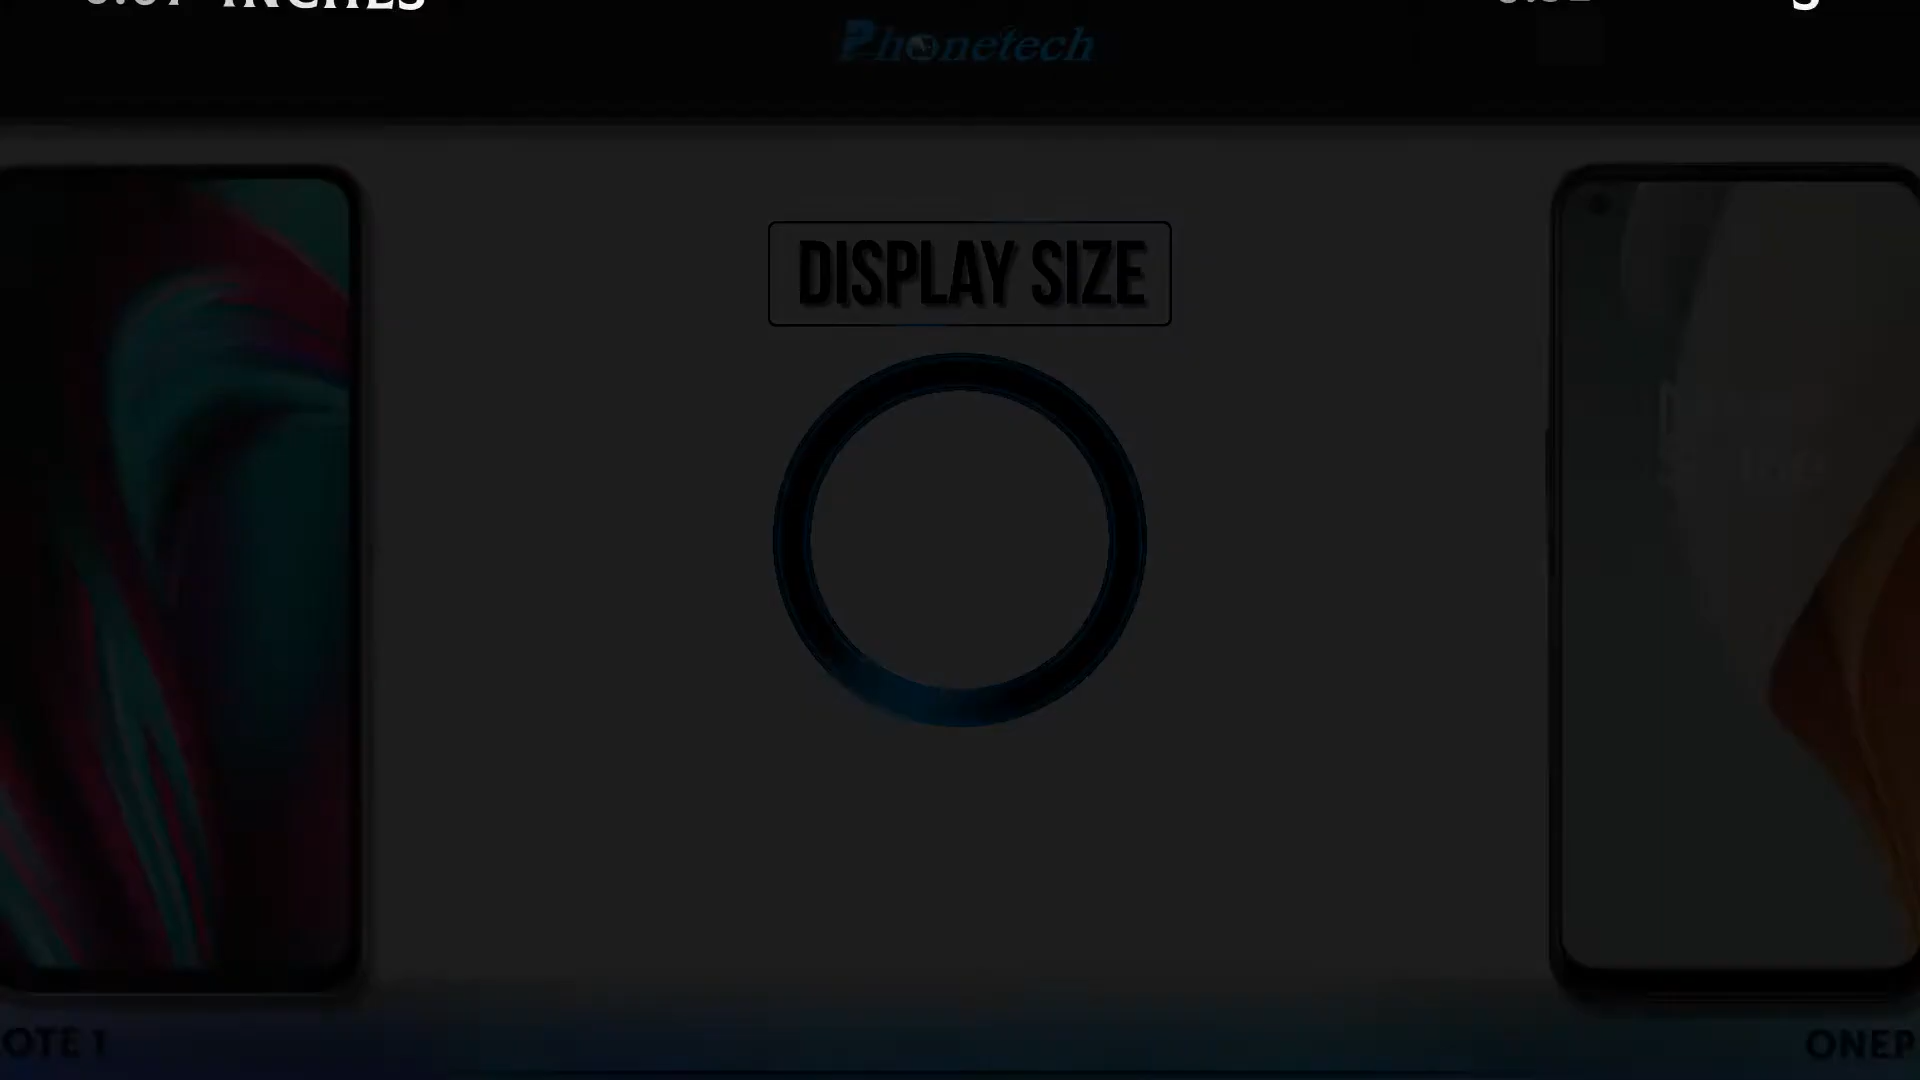 INCHES
Phonetech
DISPLAY SIZE
OTE 1
ONEP